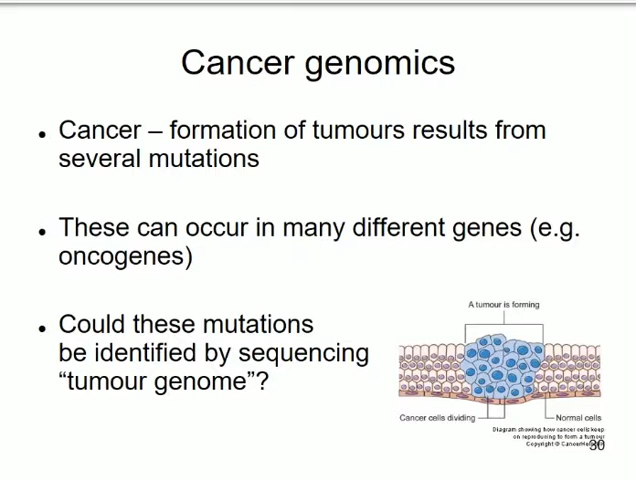 Cancer genomics
• Cancer – formation of tumours results from
several mutations
• These can occur in many different genes (e.g.
oncogenes)
• Could these mutations
be identified by sequencing
“tumour genome”?
A tumour is forming
Cancer cells dividing
Normal cells
Diagram showing how cancer cells keep
on reproducing to form a tumour
Copyright © Cancer
30